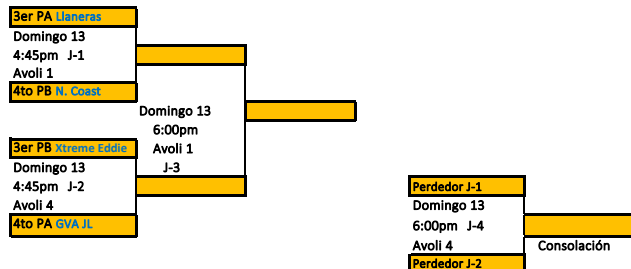 3er PA Llaneras
Domingo 13
4:45pm J-1
Avoli 1
4to PB N. Coast
Domingo 13
6:00pm
Avoli 1
J-3
3er PB Xtreme Eddie
Domingo 13
4:45pm J-2
Avoli 4
4to PA GVA JL
Perdedor J-1
Domingo 13
6:00pm J-4
Avoli 4
Consolación
Perdedor J-2